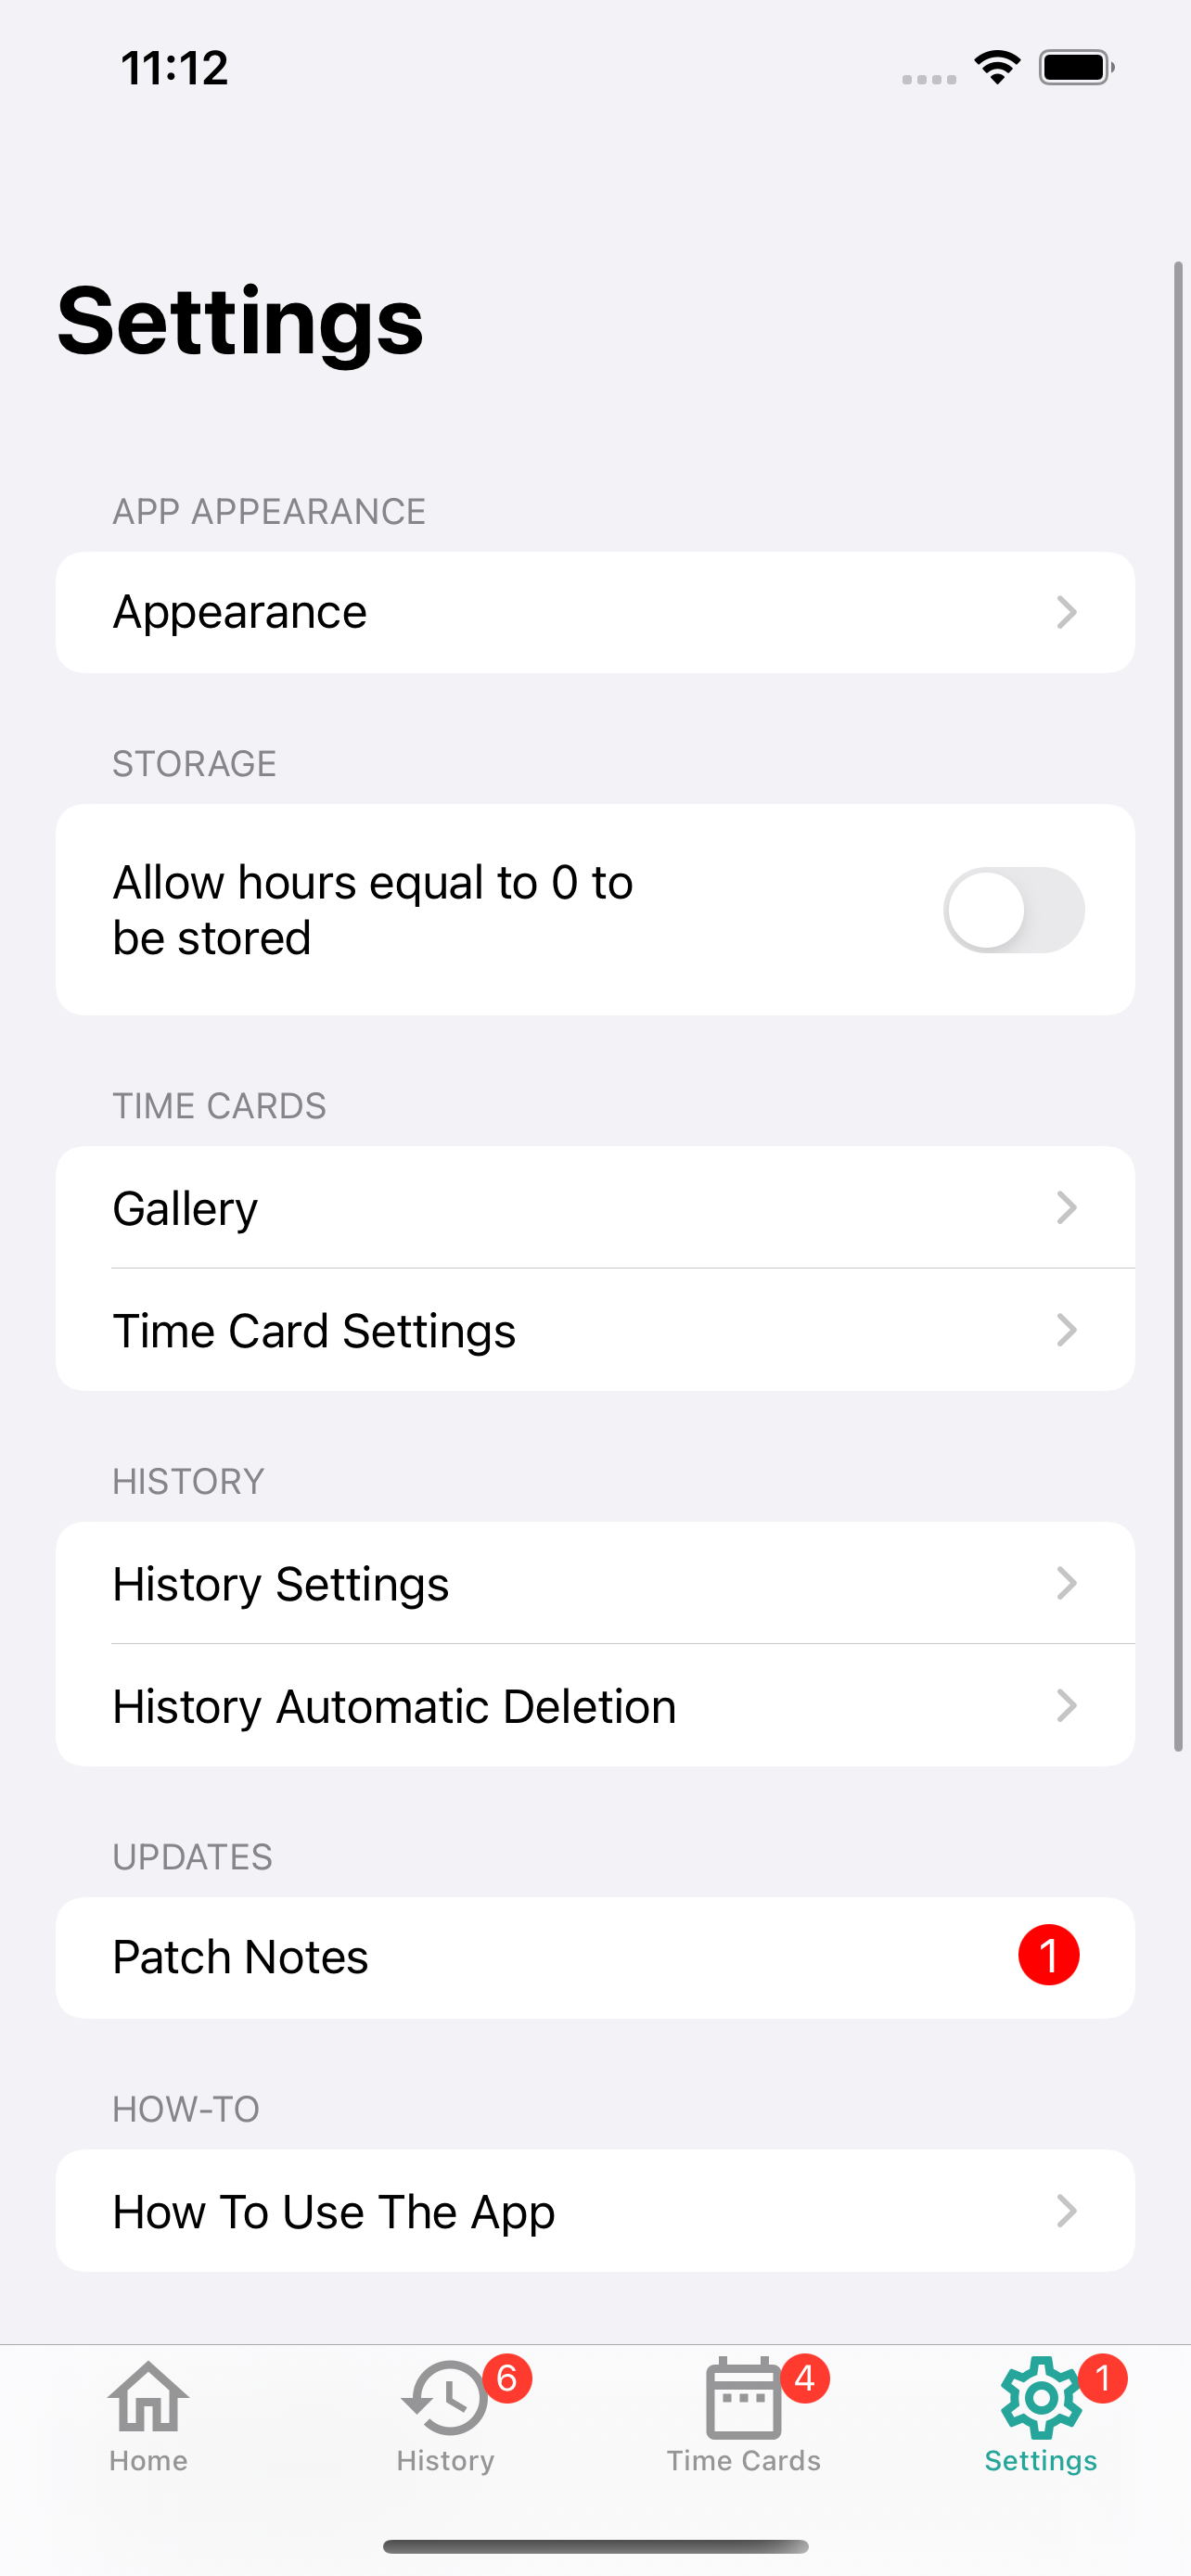 11:12
Settings
APP APPEARANCE
Appearance
STORAGE
Allow hours equal to 0 to
be stored
TIME CARDS
Gallery
Time Card Settings
HISTORY
History Settings
History Automatic Deletion
UPDATES
Patch Notes
1
HOW-TO
How To Use The App
6
4
1
Home
History
Time Cards
Settings